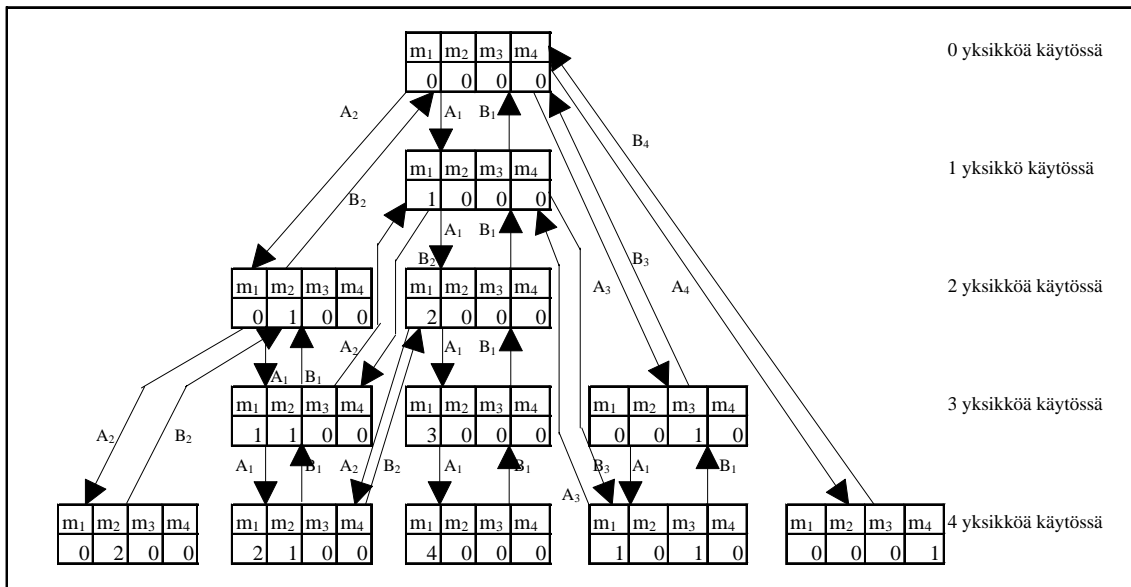 m₁ m₂ m₃ m₄ 0 yksikköä käytössä
0 0 0 0
A₂ A₁ B₁ B₄
m₁ m₂ m₃ m₄ 1 yksikkö käytössä
1 0 0 0
B₂ A₁ B₁
B₂ A₃ B₃ A₄
m₁ m₂ m₃ m₄ m₁ m₂ m₃ m₄ 2 yksikköä käytössä
0 1 0 0 2 0 0 0
A₂ A₁ B₁
A₁ B₁
m₁ m₂ m₃ m₄ m₁ m₂ m₃ m₄ m₁ m₂ m₃ m₄ 3 yksikköä käytössä
1 1 0 0 3 0 0 0 0 0 1 0
A₂ B₂ A₁ B₁ A₂ B₂ A₁ B₁ B₃ A₁ B₁
A₃
m₁ m₂ m₃ m₄ m₁ m₂ m₃ m₄ m₁ m₂ m₃ m₄ m₁ m₂ m₃ m₄ m₁ m₂ m₃ m₄ 4 yksikköä käytössä
0 2 0 0 2 1 0 0 4 0 0 0 1 0 1 0 0 0 0 1